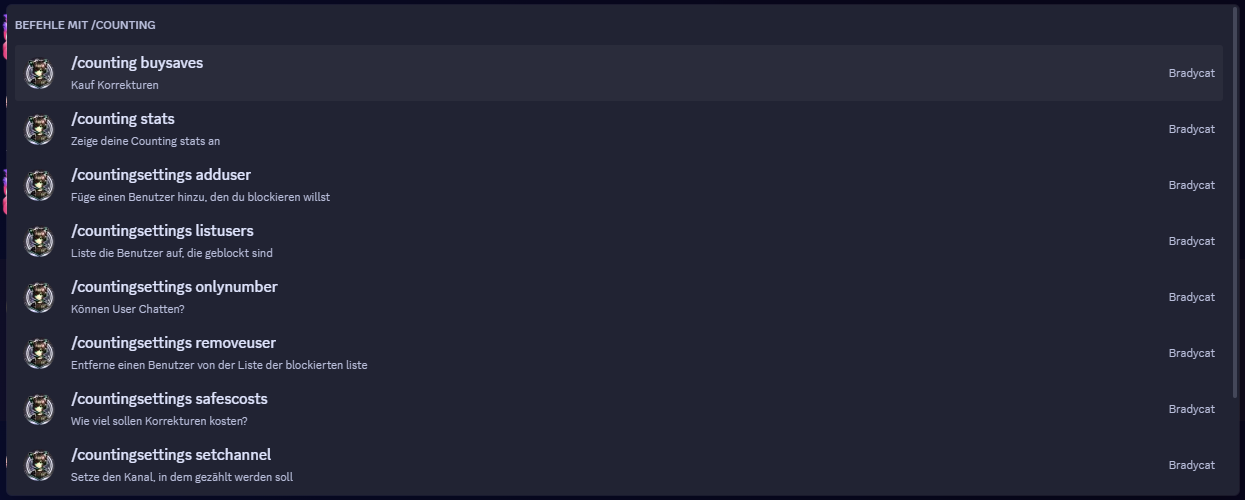 BEFEHLE MIT /COUNTING
/counting buysaves
Kauf Korrekturen
Bradycat
/counting stats
Zeige deine Counting stats an
Bradycat
/countingsettings adduser
Füge einen Benutzer hinzu, den du blockieren willst
Bradycat
/countingsettings listusers
Liste die Benutzer auf, die geblockt sind
Bradycat
/countingsettings onlynumber
Können User Chatten?
Bradycat
/countingsettings removeuser
Entferne einen Benutzer von der Liste der blockierten liste
Bradycat
/countingsettings safescosts
Wie viel sollen Korrekturen kosten?
Bradycat
/countingsettings setchannel
Setze den Kanal, in dem gezählt werden soll
Bradycat